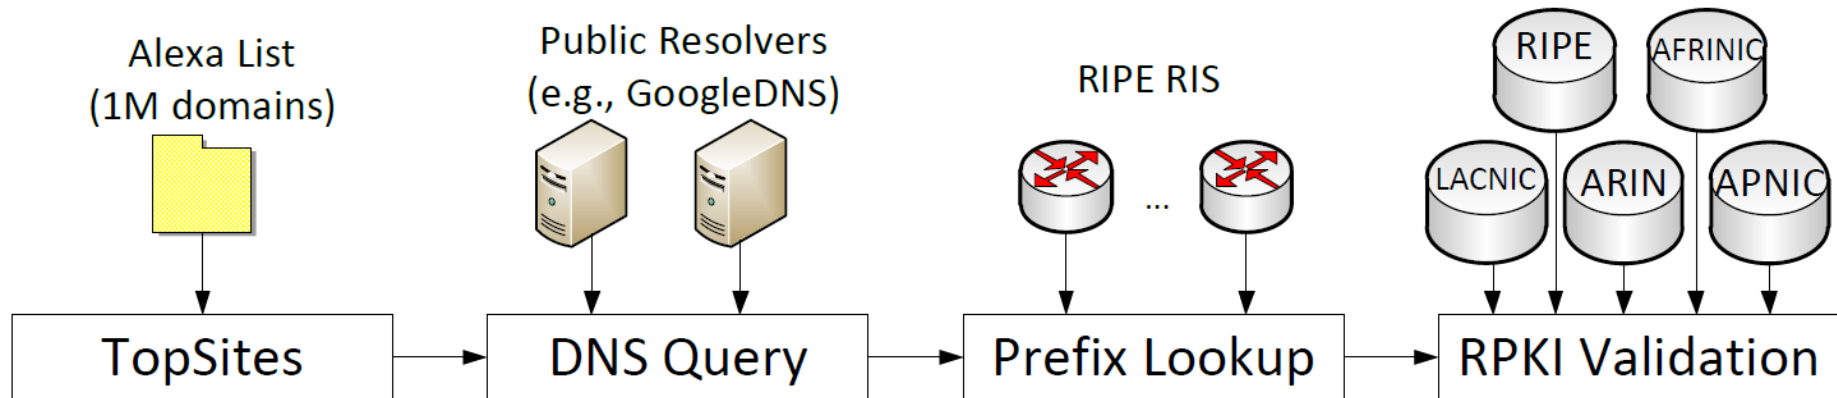 Alexa List
(1M domains)
Public Resolvers
(e.g., GoogleDNS)
RIPE RIS
...
RIPE
AFRINIC
LACNIC
ARIN
APNIC
TopSites
DNS Query
Prefix Lookup
RPKI Validation